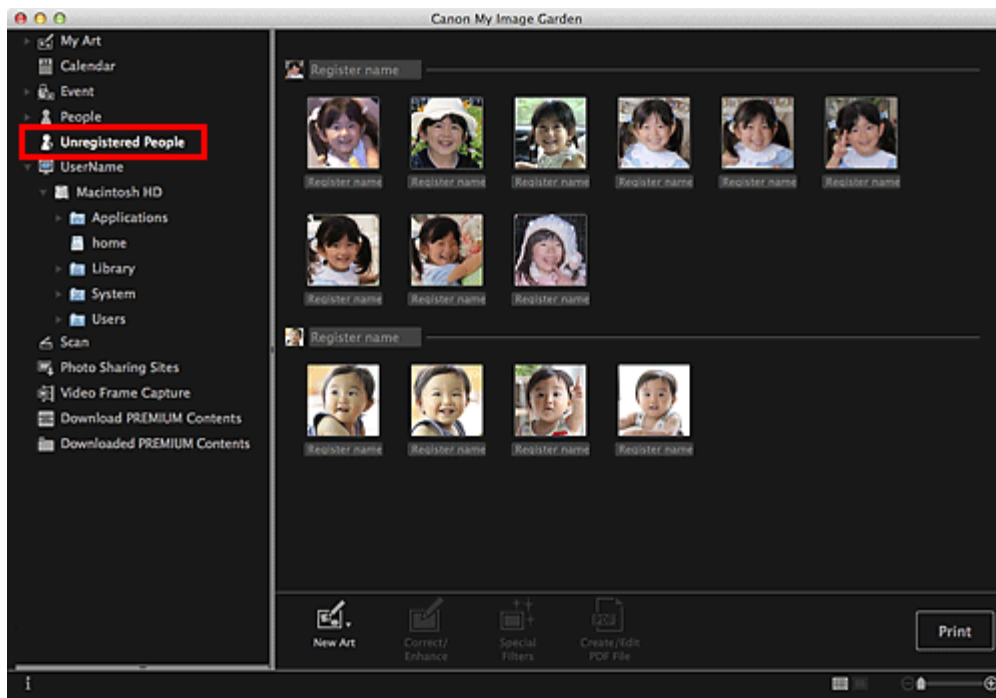 Canon My Image Garden
My Art
Calendar
Event
People
Unregistered People
UserName
Macintosh HD
Applications
home
Library
System
Users
Scan
Photo Sharing Sites
Video Frame Capture
Download PREMIUM Contents
Downloaded PREMIUM Contents
Register name
Register name Register name Register name Register name Register name Register name
Register name Register name Register name
Register name
Register name Register name Register name Register name
New Art
Correct/
Enhance
Special
Filters
Create/Edit
PDF File
Print